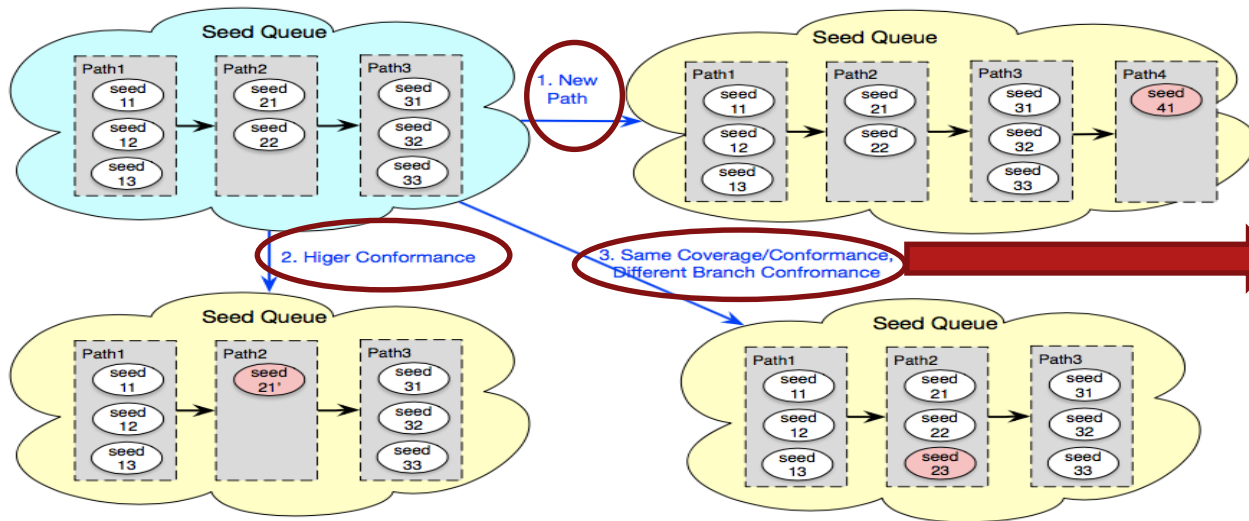 Seed Queue
Path1
seed
11
seed
12
seed
13
Path2
seed
21
seed
22
Path3
seed
31
seed
32
seed
33
1. New
Path
Seed Queue
Path1
seed
11
seed
12
seed
13
Path2
seed
21
seed
22
Path3
seed
31
seed
32
seed
33
Path4
seed
41
2. Higer Conformance
3. Same Coverage/Conformance,
Different Branch Confromance
Seed Queue
Path1
seed
11
seed
12
seed
13
Path2
seed
21'
Path3
seed
31
seed
32
seed
33
Seed Queue
Path1
seed
11
seed
12
seed
13
Path2
seed
21
seed
22
seed
23
Path3
seed
31
seed
32
seed
33